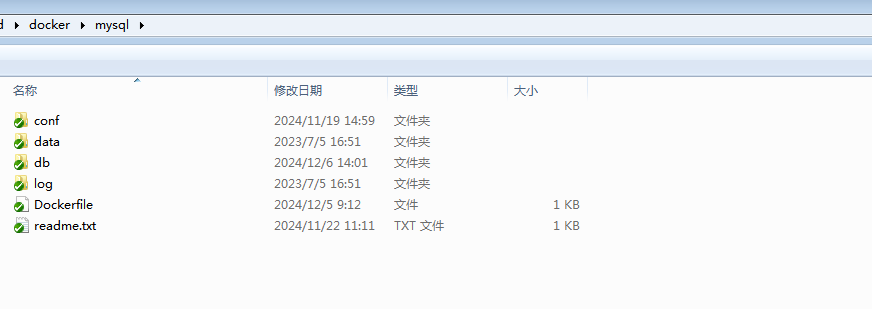 d ▸ docker ▸ mysql ▸
名称 修改日期 类型 大小
conf 2024/11/19 14:59 文件夹
data 2023/7/5 16:51 文件夹
db 2024/12/6 14:01 文件夹
log 2023/7/5 16:51 文件夹
Dockerfile 2024/12/5 9:12 文件 1 KB
readme.txt 2024/11/22 11:11 TXT 文件 1 KB